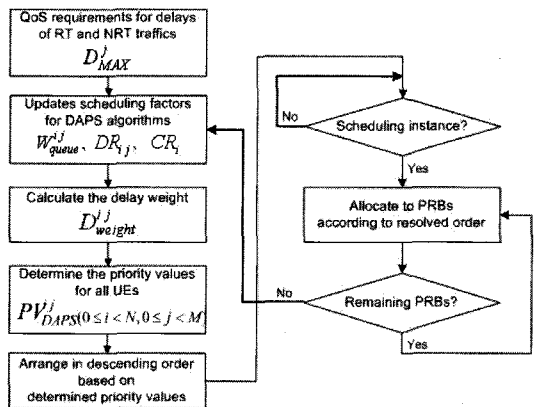 QoS requirements for delays
of RT and NRT traffics
D^j_MAX
Updates scheduling factors
for DAPS algorithms
W^ij_queue、 DR_ij、 CR_i
Calculate the delay weight
D^ij_weight
Determine the priority values
for all UEs
PV^ij_DAPS(0≤i<N,0≤j<M)
Arrange in descending order
based on
determined priority values
Scheduling instance?
No
Yes
Allocate to PRBs
according to resolved order
Remaining PRBs?
No
Yes